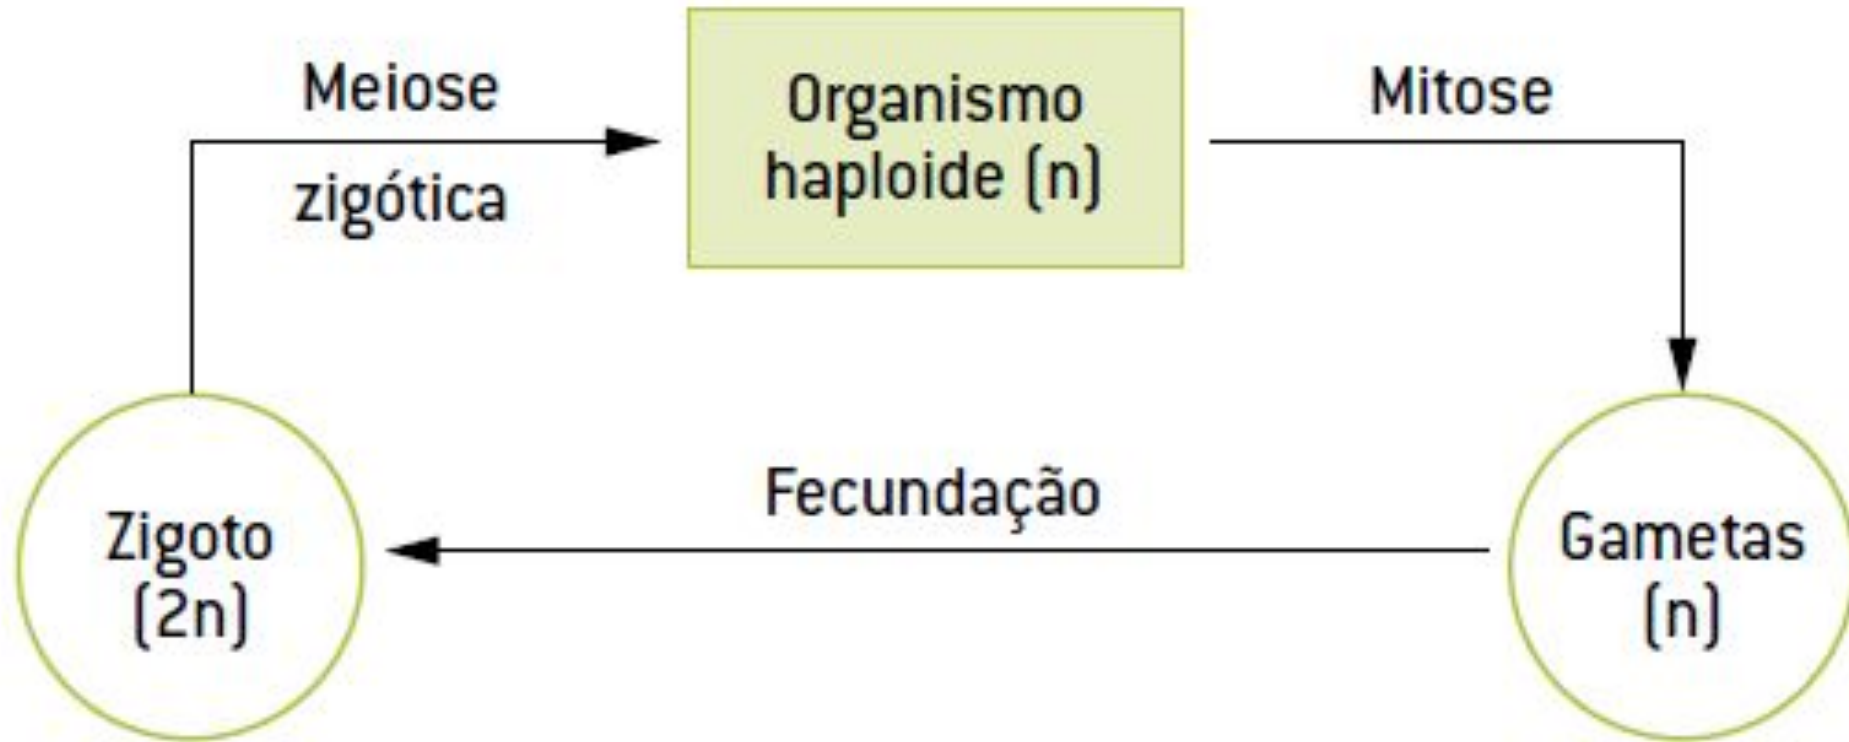 Meiose
zigótica
Organismo
haploide (n)
Mitose
Fecundação
Zigoto
(2n)
Gametas
(n)